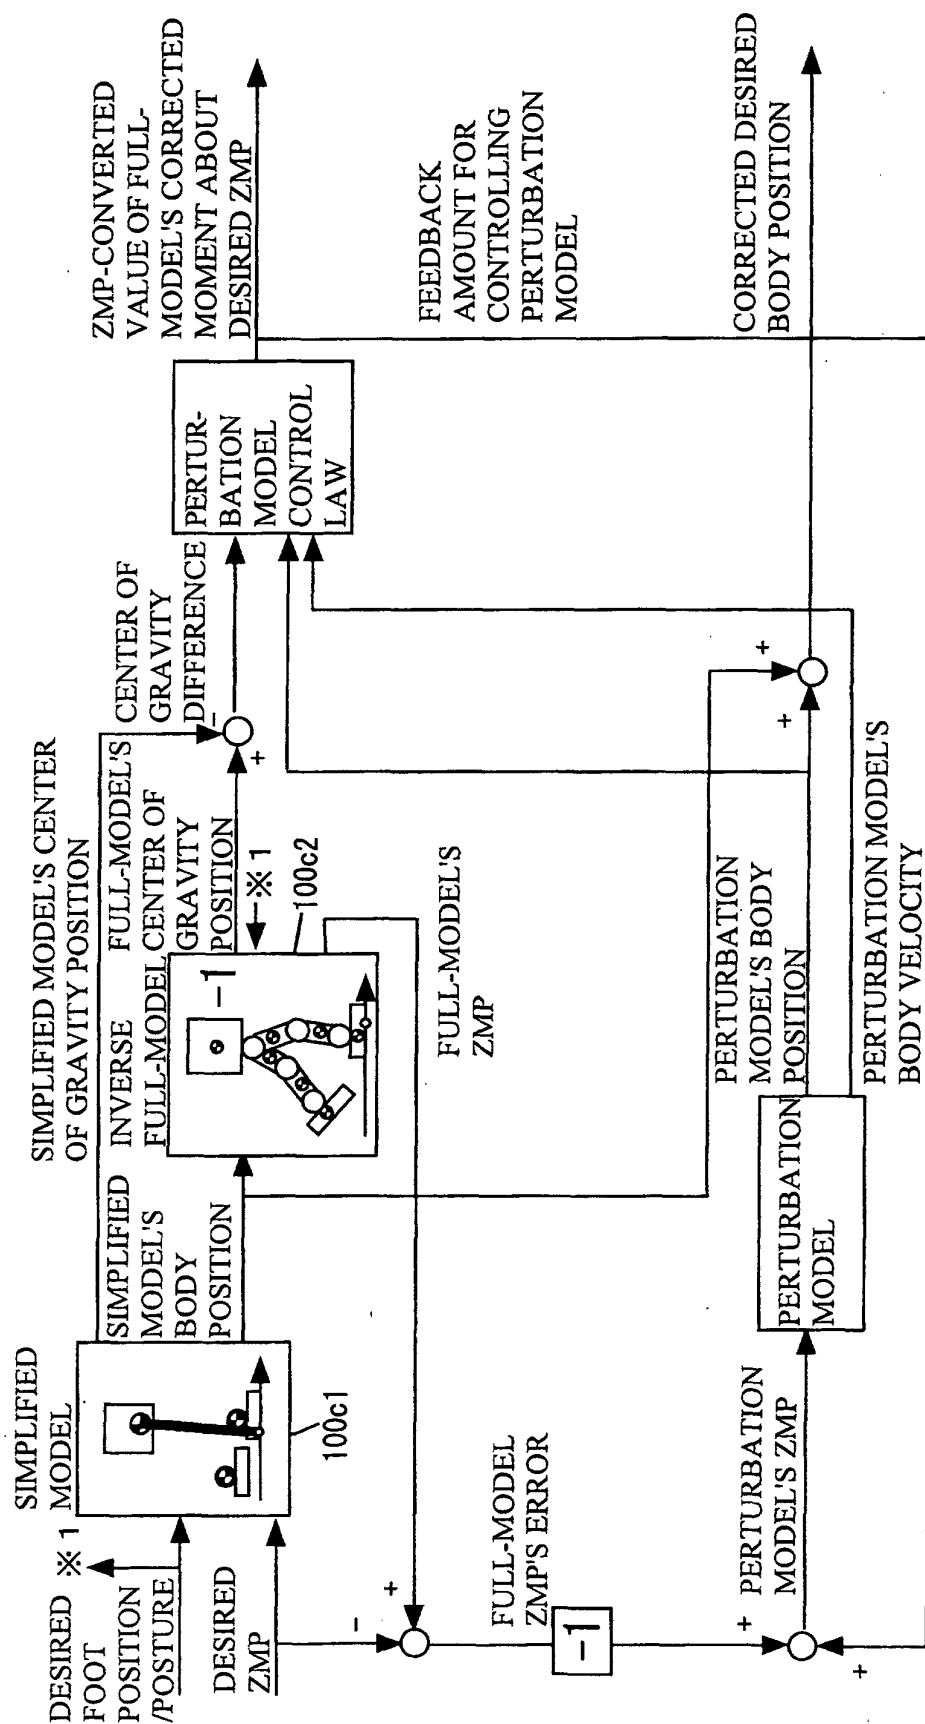 ZMP-CONVERTED
VALUE OF FULL-
MODEL'S CORRECTED
MOMENT ABOUT
DESIRED ZMP
FEEDBACK
AMOUNT FOR
CONTROLLING
PERTURBATION
MODEL
CORRECTED DESIRED
BODY POSITION
PERTUR-
BATION
MODEL
CONTROL
LAW
CENTER OF
GRAVITY
DIFFERENCE
−
+
SIMPLIFIED MODEL'S CENTER
OF GRAVITY POSITION
FULL-MODEL'S
CENTER OF
GRAVITY
POSITION
※1
100c2
INVERSE
FULL-MODEL
-1
FULL-MODEL'S
ZMP
+
+
PERTURBATION
MODEL'S BODY
POSITION
PERTURBATION MODEL'S
BODY VELOCITY
SIMPLIFIED
MODEL'S
BODY
POSITION
SIMPLIFIED
MODEL
100c1
PERTURBATION
MODEL
※1
DESIRED
FOOT
POSITION
/POSTURE
DESIRED
ZMP
−
+
FULL-MODEL
ZMP'S ERROR
-1
PERTURBATION
MODEL'S ZMP
+
+